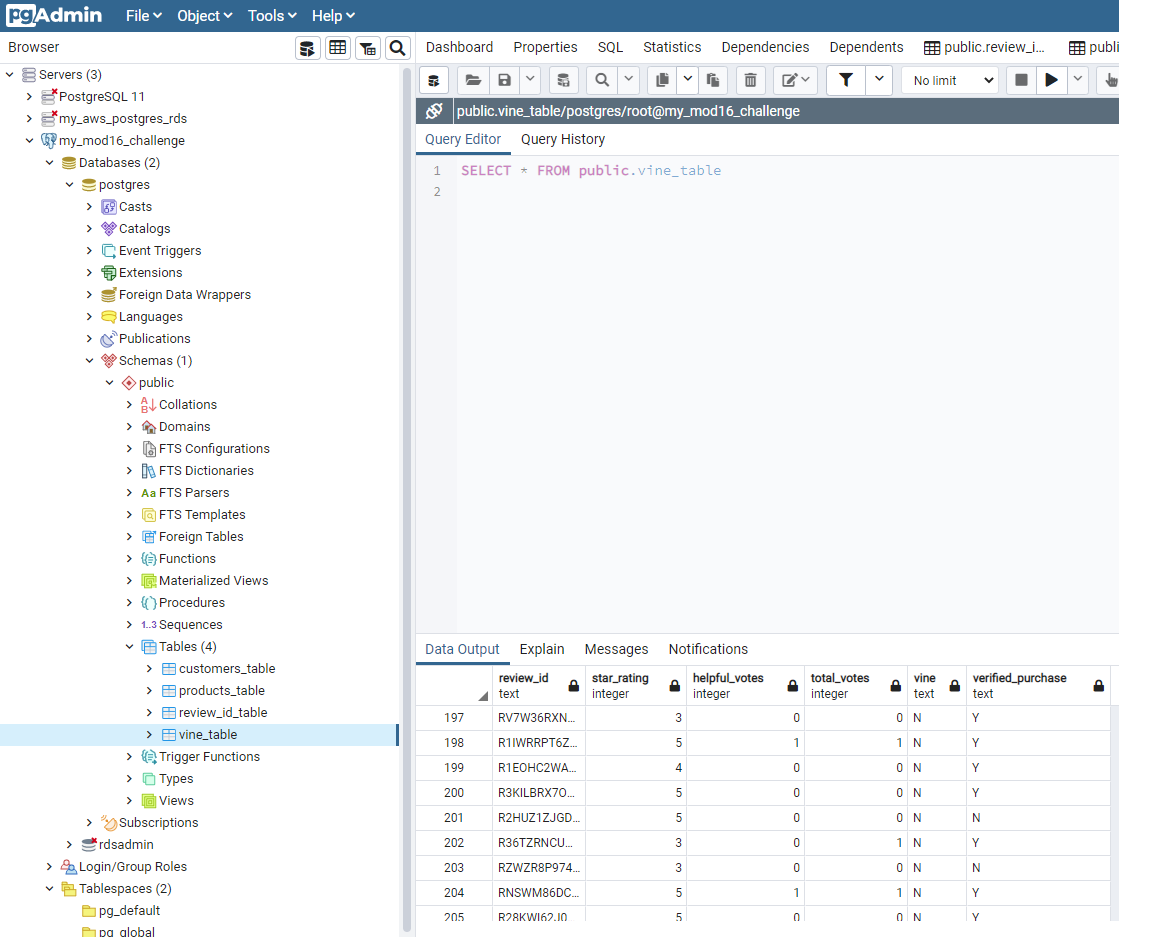 pgAdmin File Object Tools Help
Browser
Dashboard Properties SQL Statistics Dependencies Dependents public.review_i... publi
Servers (3)
PostgreSQL 11
my_aws_postgres_rds
my_mod16_challenge
Databases (2)
postgres
Casts
Catalogs
Event Triggers
Extensions
Foreign Data Wrappers
Languages
Publications
Schemas (1)
public
Collations
Domains
FTS Configurations
FTS Dictionaries
Aa FTS Parsers
FTS Templates
Foreign Tables
Functions
Materialized Views
Procedures
1..3 Sequences
Tables (4)
customers_table
products_table
review_id_table
vine_table
Trigger Functions
Types
Views
Subscriptions
rdsadmin
Login/Group Roles
Tablespaces (2)
pg_default
pg_global
No limit
public.vine_table/postgres/root@my_mod16_challenge
Query Editor Query History
1 SELECT * FROM public.vine_table
2
Data Output Explain Messages Notifications
review_id star_rating helpful_votes total_votes vine verified_purchase
text integer integer integer text text
197 RV7W36RXN... 3 0 0 N Y
198 R1IWRRPT6Z... 5 1 1 N Y
199 R1EOHC2WA... 4 0 0 N Y
200 R3KILBRX7O... 5 0 0 N Y
201 R2HUZ1ZJGD... 5 0 0 N N
202 R36TZRNCU... 3 0 1 N Y
203 RZWZR8P974... 3 0 0 N N
204 RNSWM86DC... 5 1 1 N Y
205 R28KWI62J0 5 0 0 N Y